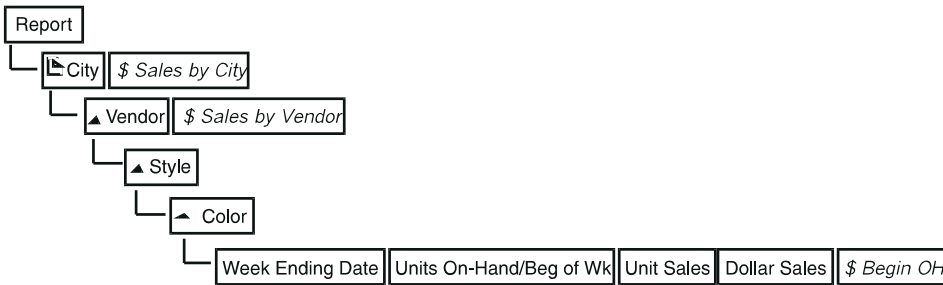 Report
City $ Sales by City
Vendor $ Sales by Vendor
Style
Color
Week Ending Date Units On-Hand/Beg of Wk Unit Sales Dollar Sales $ Begin OH